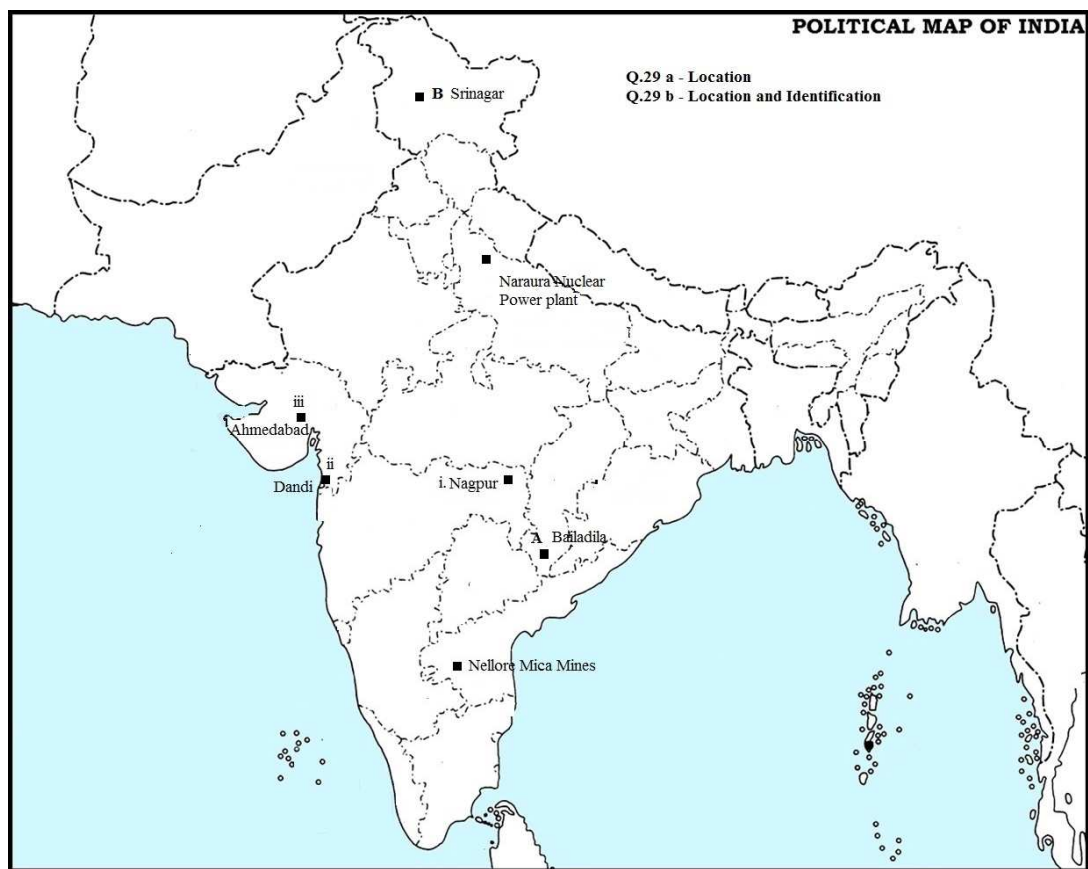 POLITICAL MAP OF INDIA
Q.29 a - Location
Q.29 b - Location and Identification
B Srinagar
Naraura Nuclear
Power plant
iii
Ahmedabad
ii
Dandi
i. Nagpur
A Bailadila
Nellore Mica Mines